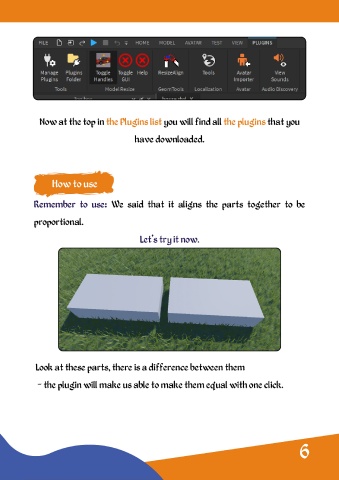 FILE HOME MODEL AVATAR TEST VIEW PLUGINS
Manage Plugins Toggle Toggle Help ResizeAlign Tools Avatar View
Plugins Folder Handles GUI Importer Sounds
Tools Model Resize GeomTools Localization Avatar Audio Discovery
Now at the top in the Plugins list you will find all the plugins that you
have downloaded.
How to use
Remember to use: We said that it aligns the parts together to be
proportional.
Let's try it now.
Look at these parts, there is a difference between them
- the plugin will make us able to make them equal with one click.
6